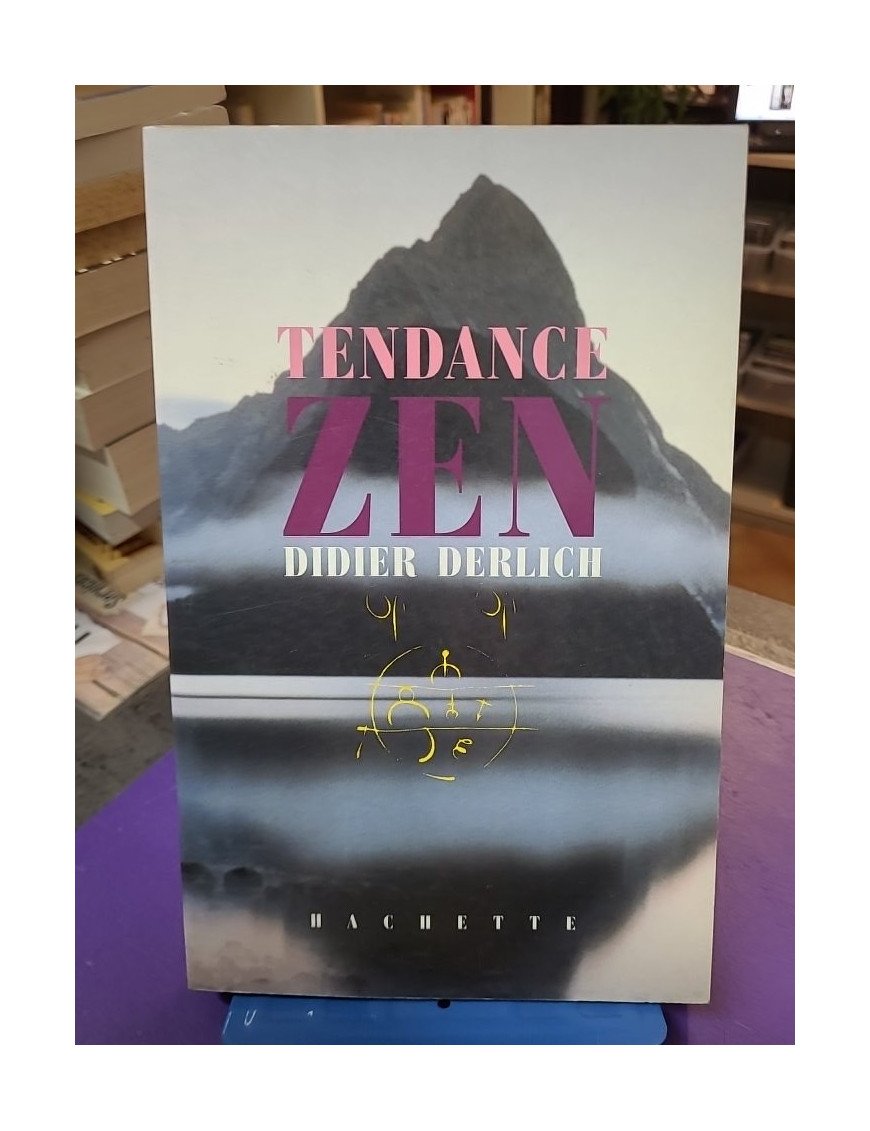 TENDANCE
ZEN
DIDIER DERLICH
HACHETTE